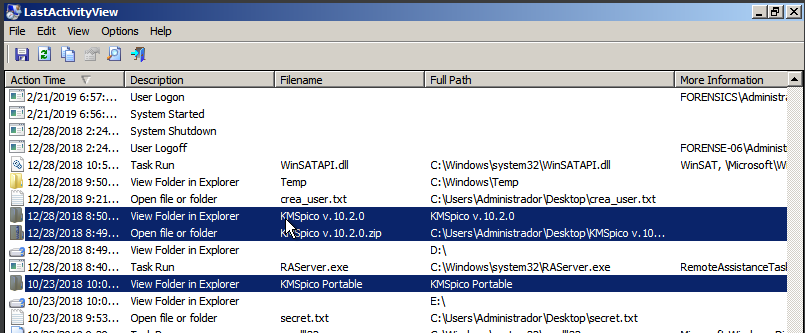 LastActivityView
File Edit View Options Help
Action Time Description Filename Full Path More Information
2/21/2019 6:57:... User Logon FORENSICS\Administra
2/21/2019 6:56:... System Started
12/28/2018 2:24... System Shutdown
12/28/2018 2:24... User Logoff FORENSE-06\Admini
12/28/2018 10:5... Task Run WinSATAPI.dll C:\Windows\system32\WinSATAPI.dll WinSAT, \Microsoft\Wi
12/28/2018 9:50... View Folder in Explorer Temp C:\Windows\Temp
12/28/2018 9:21... Open file or folder crea_user.txt C:\Users\Administrador\Desktop\crea_user.txt
12/28/2018 8:50... View Folder in Explorer KMSpico v.10.2.0 KMSpico v.10.2.0
12/28/2018 8:49... Open file or folder KMSpico v.10.2.0.zip C:\Users\Administrador\Desktop\KMSpico v.10...
12/28/2018 8:49... View Folder in Explorer D:\
12/28/2018 8:40... Task Run RAServer.exe C:\Windows\system32\RAServer.exe RemoteAssistanceTask
10/23/2018 10:0... View Folder in Explorer KMSpico Portable KMSpico Portable
10/23/2018 10:0... View Folder in Explorer E:\
10/23/2018 9:53... Open file or folder secret.txt C:\Users\Administrador\Desktop\secret.txt